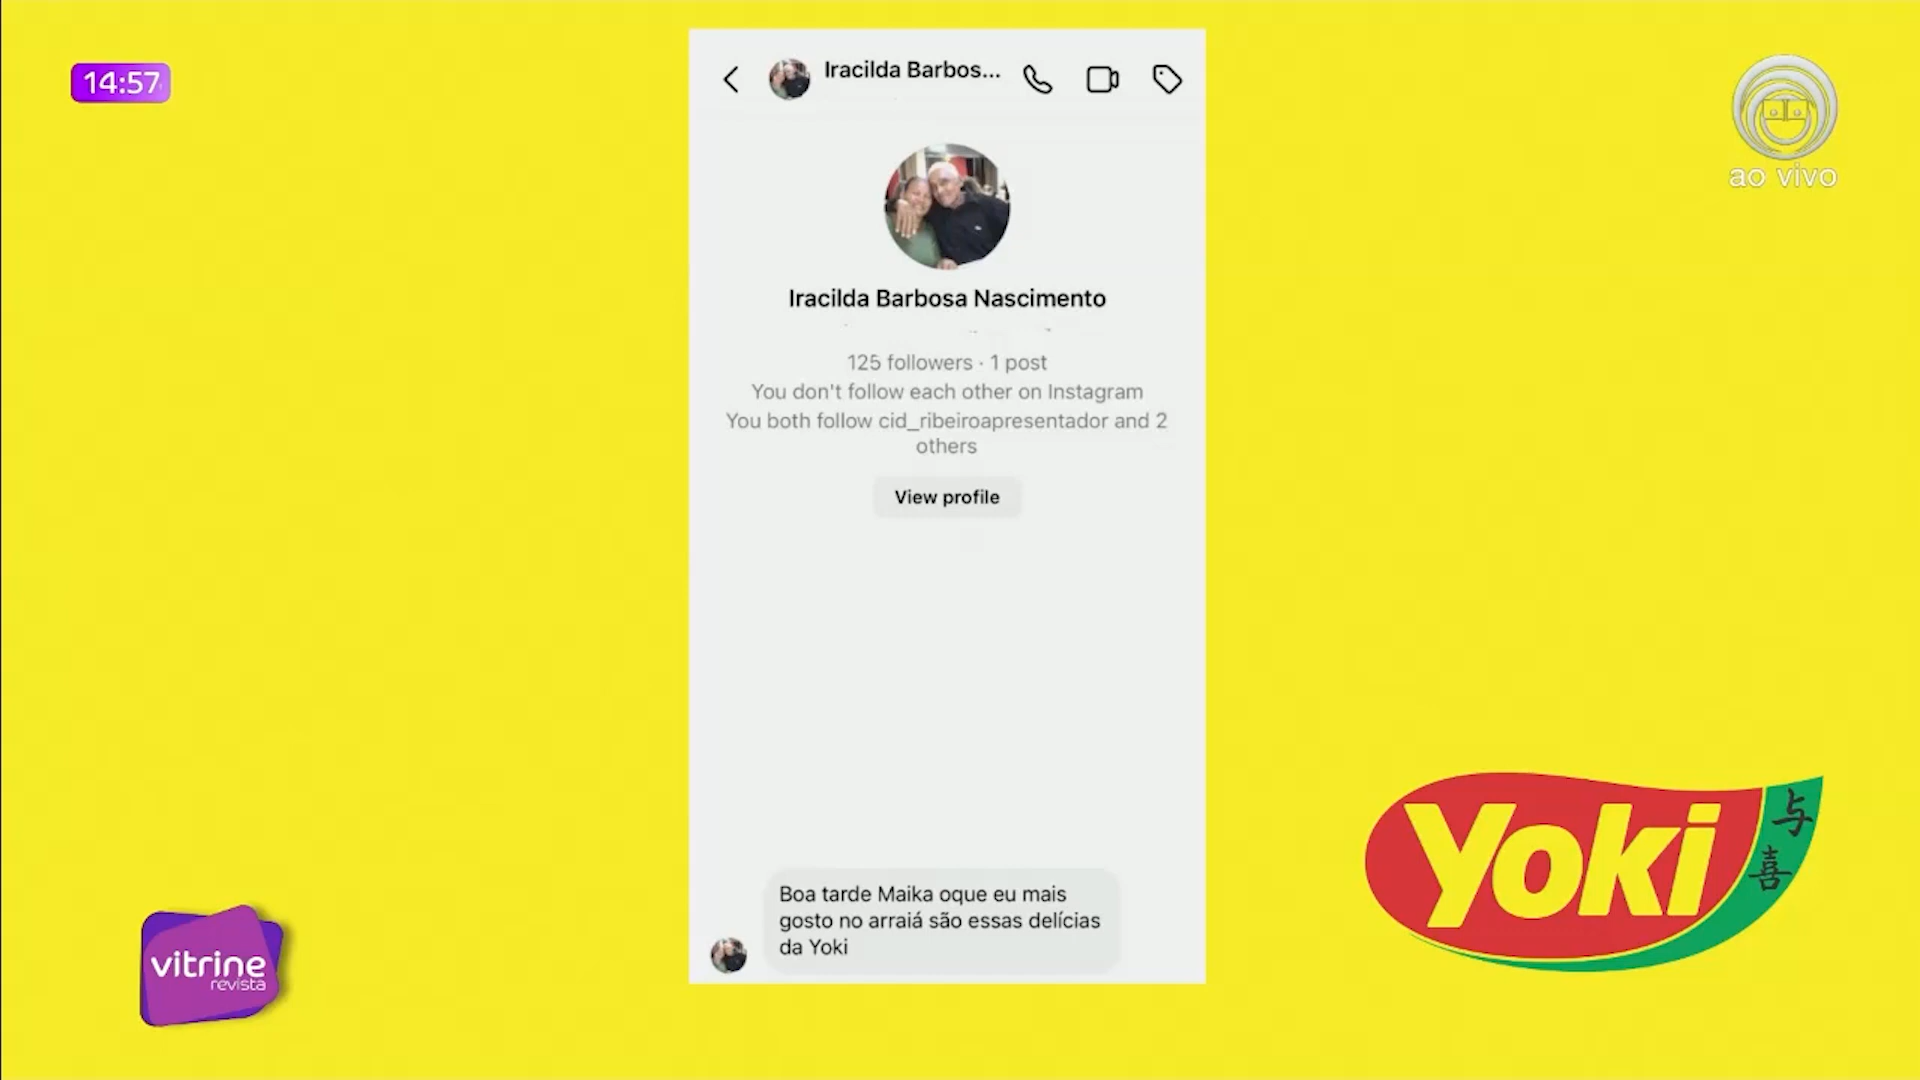 14:57
Iracilda Barbos...
ao vivo
Iracilda Barbosa Nascimento
125 followers · 1 post
You don't follow each other on Instagram
You both follow cid_ribeiroapresentador and 2
others
View profile
Boa tarde Maika oque eu mais
gosto no arraiá são essas delícias
da Yoki
Yoki
与
喜
vitrine
revista